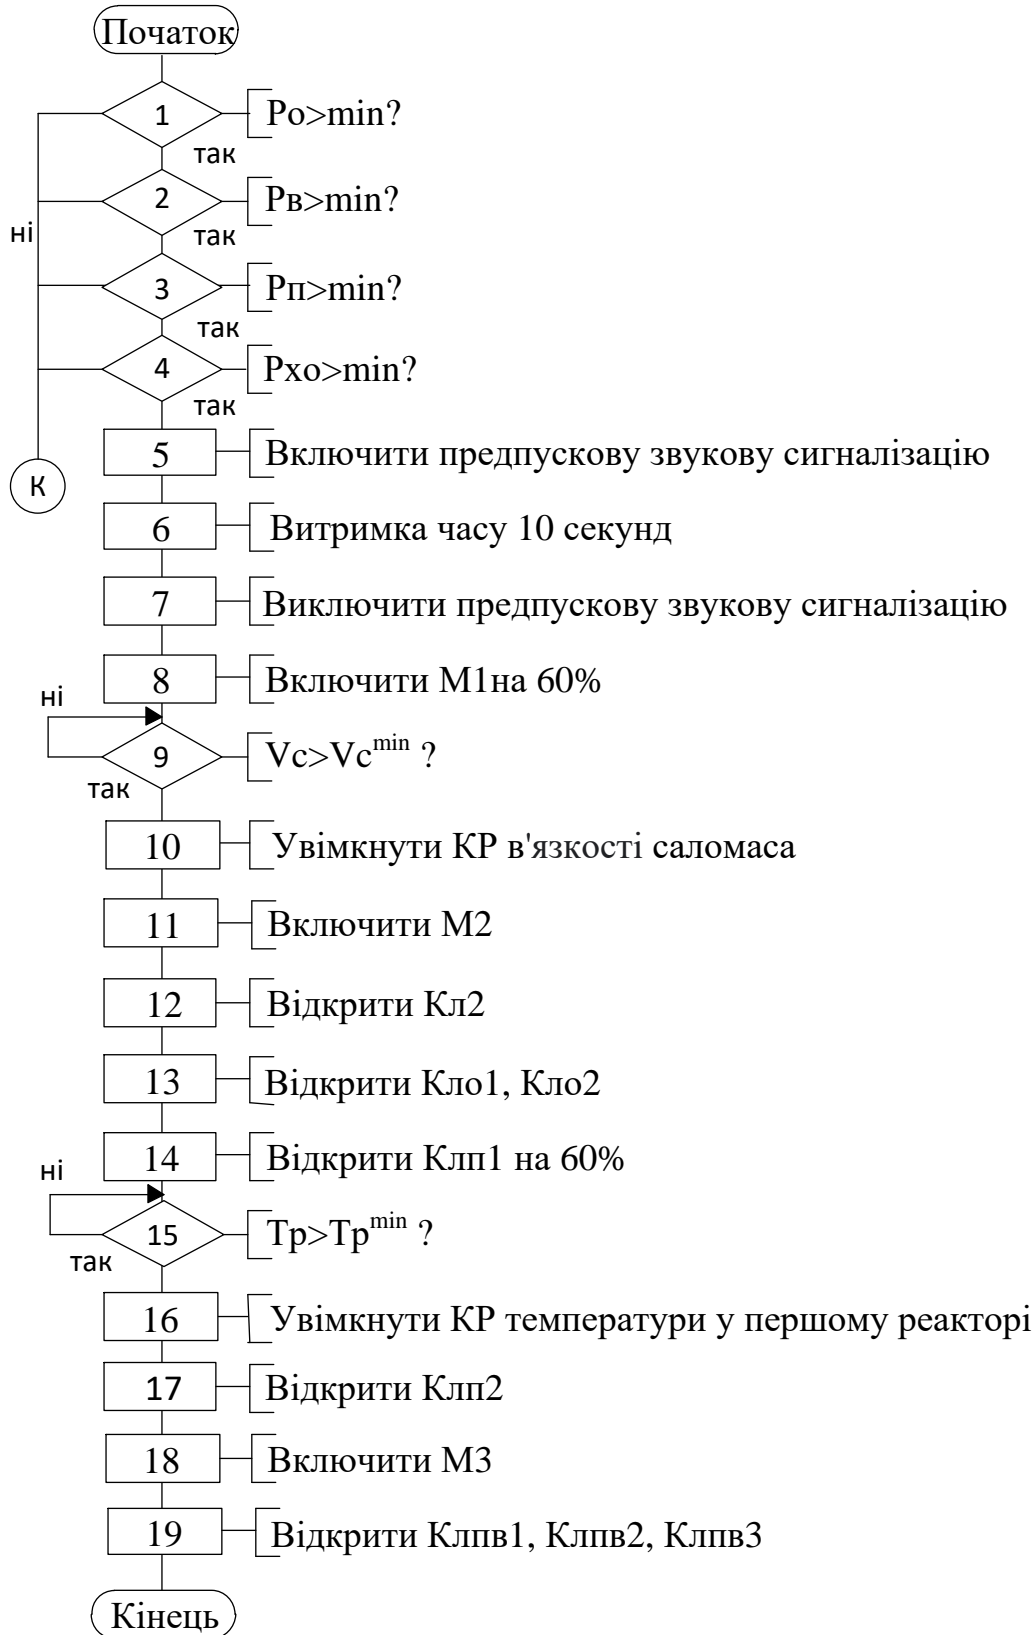 Початок
1 Ро>min?
так
2 Рв>min?
ні
так
3 Рп>min?
так
4 Рхо>min?
так
5 Включити предпускову звукову сигналізацію
К
6 Витримка часу 10 секунд
7 Виключити предпускову звукову сигналізацію
8 Включити М1на 60%
ні
9 Vc>Vc^min ?
так
10 Увімкнути КР в'язкості саломаса
11 Включити М2
12 Відкрити Кл2
13 Відкрити Кло1, Кло2
14 Відкрити Клп1 на 60%
ні
15 Тр>Тр^min ?
так
16 Увімкнути КР температури у першому реакторі
17 Відкрити Клп2
18 Включити М3
19 Відкрити Клпв1, Клпв2, Клпв3
Кінець